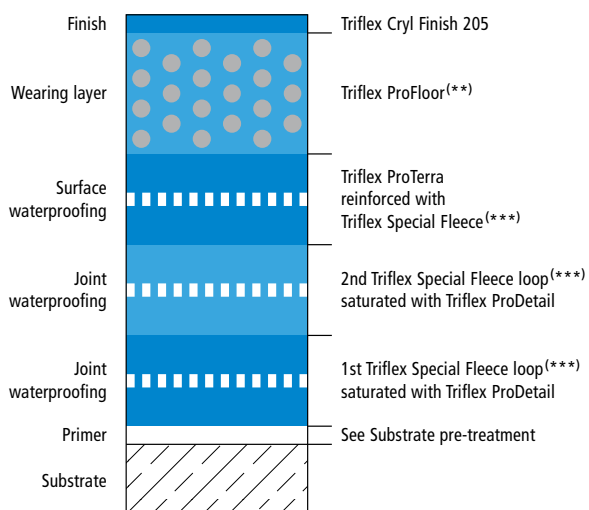 Finish
Triflex Cryl Finish 205
Wearing layer
Triflex ProFloor(**)
Surface
waterproofing
Triflex ProTerra
reinforced with
Triflex Special Fleece(***)
Joint
waterproofing
2nd Triflex Special Fleece loop(***)
saturated with Triflex ProDetail
Joint
waterproofing
1st Triflex Special Fleece loop(***)
saturated with Triflex ProDetail
Primer
See Substrate pre-treatment
Substrate